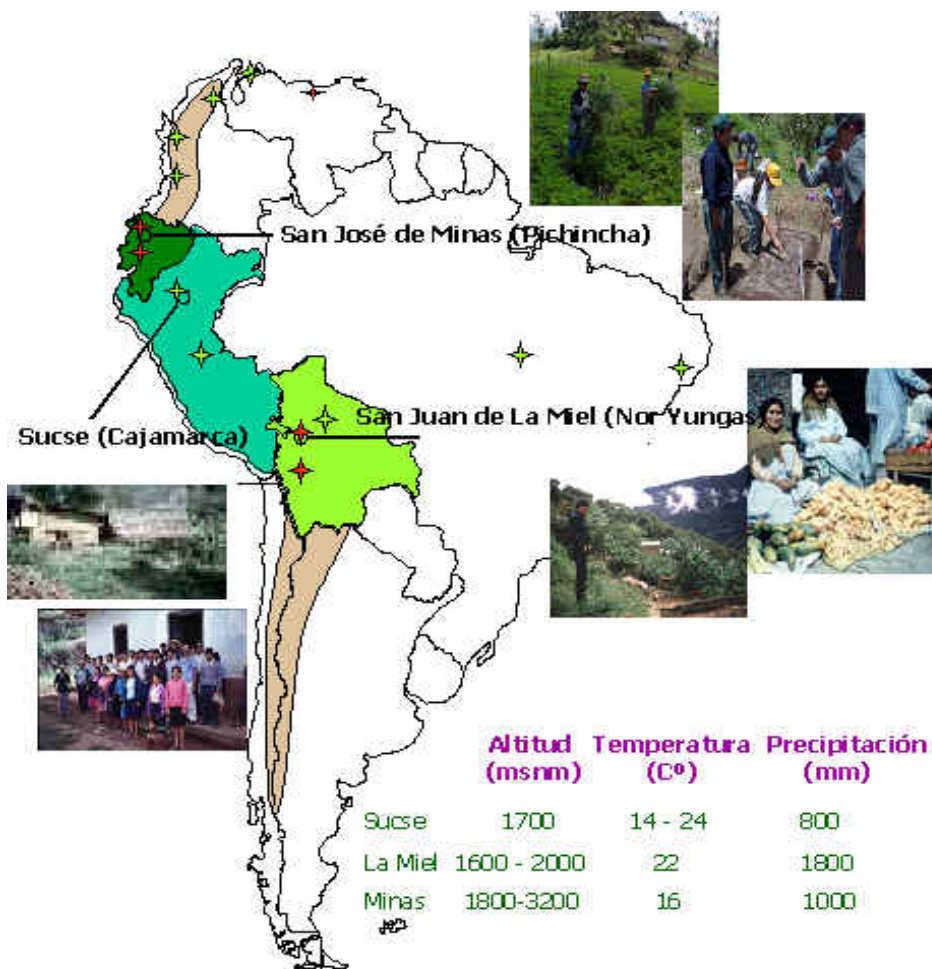 San José de Minas (Pichincha)
Sucse (Cajamarca)
San Juan de La Miel (Nor Yungas)
Altitud Temperatura Precipitación
(msnm) (Cº) (mm)
Sucse 1700 14 - 24 800
La Miel 1600 - 2000 22 1800
Minas 1800-3200 16 1000